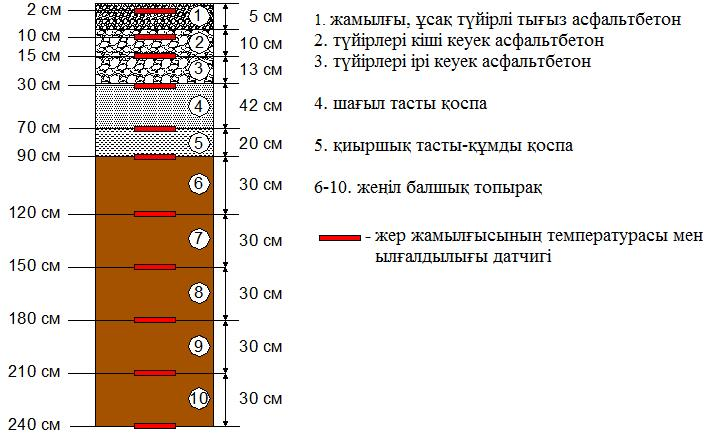 2 см
10 см
15 см
30 см
70 см
90 см
120 см
150 см
180 см
210 см
240 см
1
2
3
4
5
6
7
8
9
10
5 см
10 см
13 см
42 см
20 см
30 см
30 см
30 см
30 см
30 см
1. жамылғы, ұсақ түйірлі тығыз асфальтбетон
2. түйірлері кіші кеуек асфальтбетон
3. түйірлері ірі кеуек асфальтбетон
4. шағыл тасты қоспа
5. қиыршық тасты-құмды қоспа
6-10. жеңіл балшық топырақ
- жер жамылғысының температурасы мен
ылғалдылығы датчигі